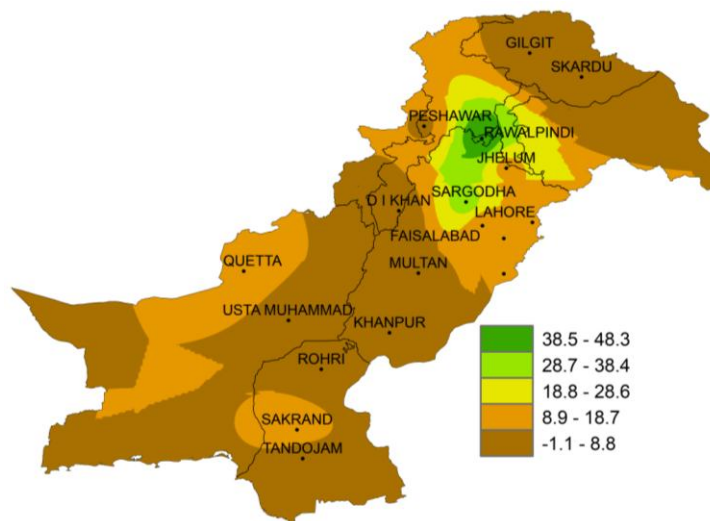 GILGIT
SKARDU
PESHAWAR
RAWALPINDI
JHELUM
SARGODHA
D I KHAN
LAHORE
FAISALABAD
QUETTA
MULTAN
USTA MUHAMMAD
KHANPUR
ROHRI
SAKRAND
TANDOJAM
38.5 - 48.3
28.7 - 38.4
18.8 - 28.6
8.9 - 18.7
-1.1 - 8.8